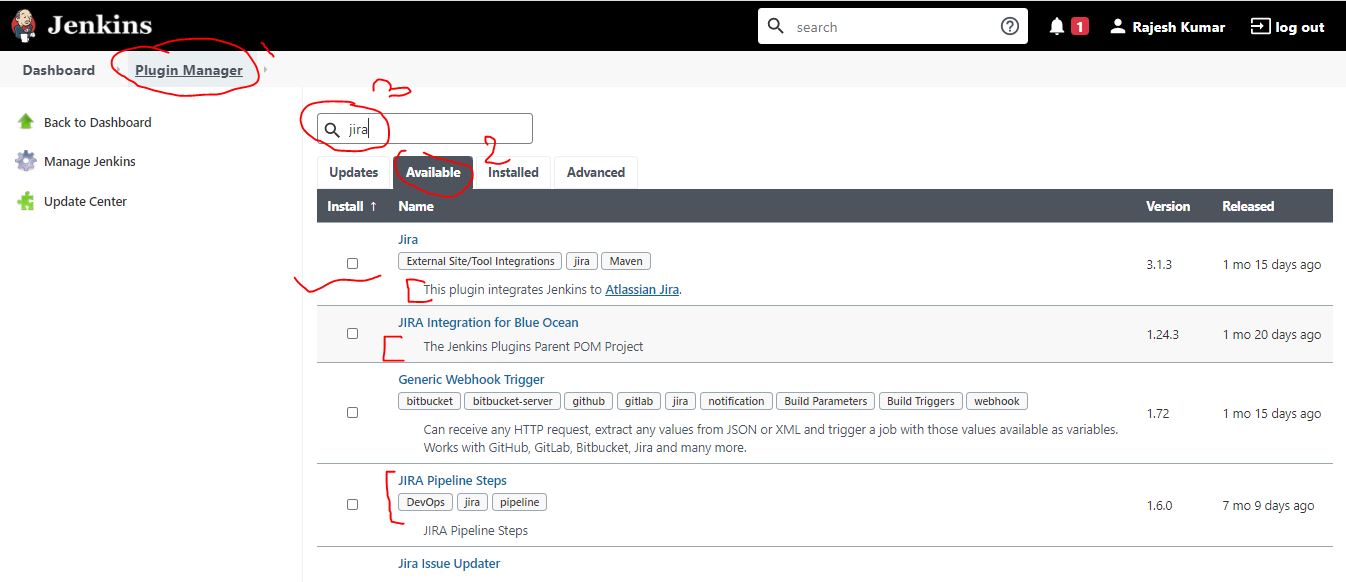 Jenkins
search
1
Rajesh Kumar
log out
Dashboard
Plugin Manager
1
Back to Dashboard
Manage Jenkins
Update Center
3
jira
2
Updates
Available
Installed
Advanced
Install ↑ Name Version Released
Jira
External Site/Tool Integrations jira Maven
This plugin integrates Jenkins to Atlassian Jira.
3.1.3
1 mo 15 days ago
JIRA Integration for Blue Ocean
The Jenkins Plugins Parent POM Project
1.24.3
1 mo 20 days ago
Generic Webhook Trigger
bitbucket bitbucket-server github gitlab jira notification Build Parameters Build Triggers webhook
Can receive any HTTP request, extract any values from JSON or XML and trigger a job with those values available as variables.
Works with GitHub, GitLab, Bitbucket, Jira and many more.
1.72
1 mo 15 days ago
JIRA Pipeline Steps
DevOps jira pipeline
JIRA Pipeline Steps
1.6.0
7 mo 9 days ago
Jira Issue Updater